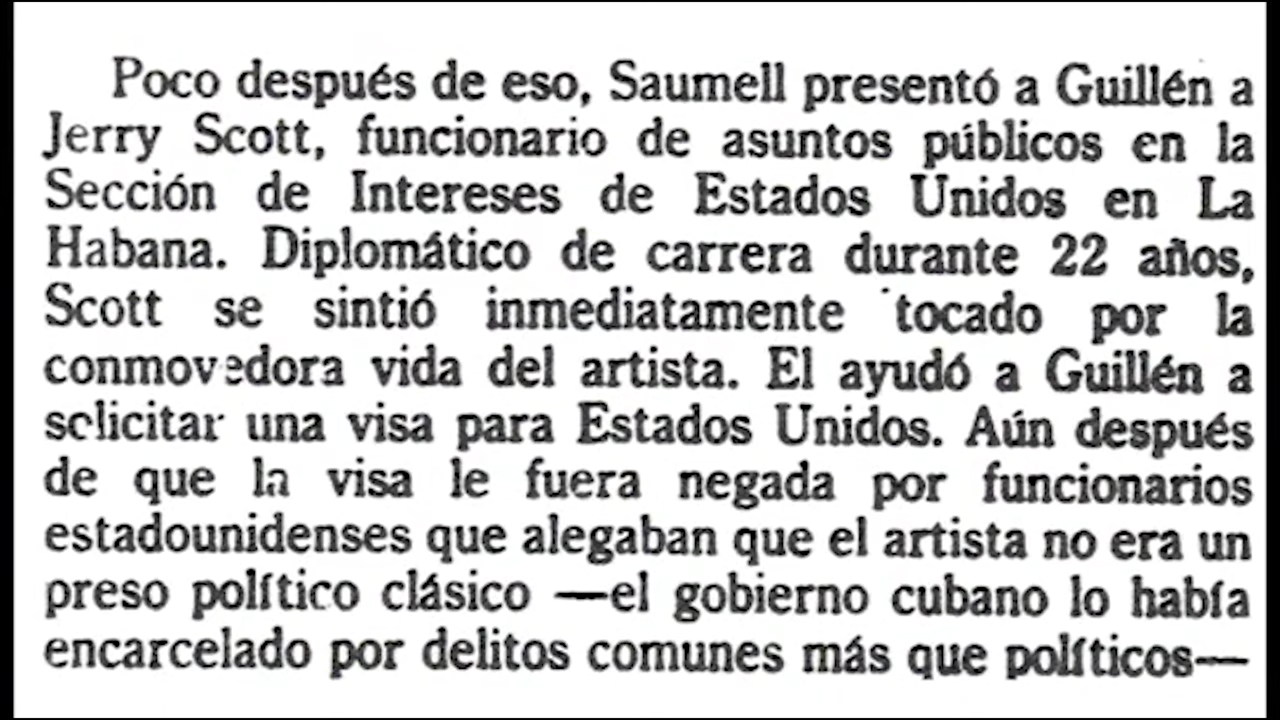 Poco después de eso, Saumell presentó a Guillén a
Jerry Scott, funcionario de asuntos públicos en la
Sección de Intereses de Estados Unidos en La
Habana. Diplomático de carrera durante 22 años,
Scott se sintió inmediatamente tocado por la
conmovedora vida del artista. El ayudó a Guillén a
solicitar una visa para Estados Unidos. Aún después
de que la visa le fuera negada por funcionarios
estadounidenses que alegaban que el artista no era un
preso político clásico —el gobierno cubano lo había
encarcelado por delitos comunes más que políticos—